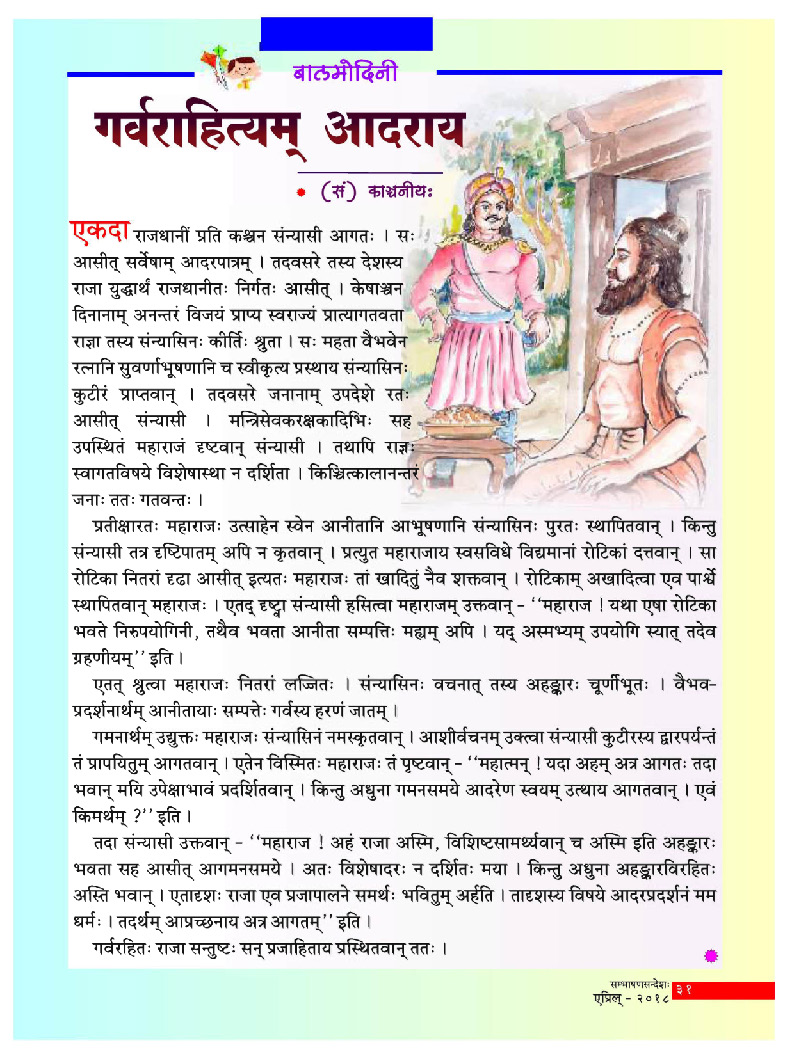 बालमोदिनी
गर्वराहित्यम् आदराय
(सं) काञ्चनीयः
एकदा राजधानीं प्रति कश्चन संन्यासी आगतः । सः
आसीत् सर्वेषाम् आदरपात्रम् । तदवसरे तस्य देशस्य
राजा युद्धार्थं राजधानीतः निर्गतः आसीत् । केषाञ्चन
दिनानाम् अनन्तरं विजयं प्राप्य स्वराज्यं प्रात्यागतवता
राज्ञा तस्य संन्यासिनः कीर्तिः श्रुता । सः महता वैभवेन
रत्नानि सुवर्णाभूषणानि च स्वीकृत्य प्रस्थाय संन्यासिनः
कुटीरं प्राप्तवान् । तदवसरे जनानाम् उपदेशे रतः
आसीत् संन्यासी । मन्त्रिसेवकरक्षकादिभिः सह
उपस्थितं महाराजं दृष्टवान् संन्यासी । तथापि राज्ञः
स्वागतविषये विशेषास्था न दर्शिता । किञ्चित्कालानन्तरं
जनाः ततः गतवन्तः ।
प्रतीक्षारतः महाराजः उत्साहेन स्वेन आनीतानि आभूषणानि संन्यासिनः पुरतः स्थापितवान् । किन्तु
संन्यासी तत्र दृष्टिपातम् अपि न कृतवान् । प्रत्युत महाराजाय स्वसविधे विद्यमानां रोटिकां दत्तवान् । सा
रोटिका नितरां दृढा आसीत् इत्यतः महाराजः तां खादितुं नैव शक्तवान् । रोटिकाम् अखादित्वा एव पार्श्वे
स्थापितवान् महाराजः । एतद् दृष्ट्वा संन्यासी हसित्वा महाराजम् उक्तवान् - ‘‘महाराज ! यथा एषा रोटिका
भवते निरुपयोगिनी, तथैव भवता आनीता सम्पत्तिः मह्यम् अपि । यद् अस्मभ्यम् उपयोगि स्यात् तदेव
ग्रहणीयम्’’ इति ।
एतत् श्रुत्वा महाराजः नितरां लज्जितः । संन्यासिनः वचनात् तस्य अहङ्कारः चूर्णीभूतः । वैभव-
प्रदर्शनार्थम् आनीतायाः सम्पत्तेः गर्वस्य हरणं जातम् ।
गमनार्थम् उद्युक्तः महाराजः संन्यासिनं नमस्कृतवान् । आशीर्वचनम् उक्त्वा संन्यासी कुटीरस्य द्वारपर्यन्तं
तं प्रापयितुम् आगतवान् । एतेन विस्मितः महाराजः तं पृष्टवान् - ‘‘महात्मन् ! यदा अहम् अत्र आगतः तदा
भवान् मयि उपेक्षाभावं प्रदर्शितवान् । किन्तु अधुना गमनसमये आदरेण स्वयम् उत्थाय आगतवान् । एवं
किमर्थम् ?’’ इति ।
तदा संन्यासी उक्तवान् - ‘‘महाराज ! अहं राजा अस्मि, विशिष्टसामर्थ्यवान् च अस्मि इति अहङ्कारः
भवता सह आसीत् आगमनसमये । अतः विशेषादरः न दर्शितः मया । किन्तु अधुना अहङ्कारविरहितः
अस्ति भवान् । एतादृशः राजा एव प्रजापालने समर्थः भवितुम् अर्हति । तादृशस्य विषये आदरप्रदर्शनं मम
धर्मः । तदर्थम् आप्रच्छनाय अत्र आगतम्’’ इति ।
गर्वरहितः राजा सन्तुष्टः सन् प्रजाहिताय प्रस्थितवान् ततः ।
सम्भाषणसन्देशः
एप्रिल् - २०१८ ३१